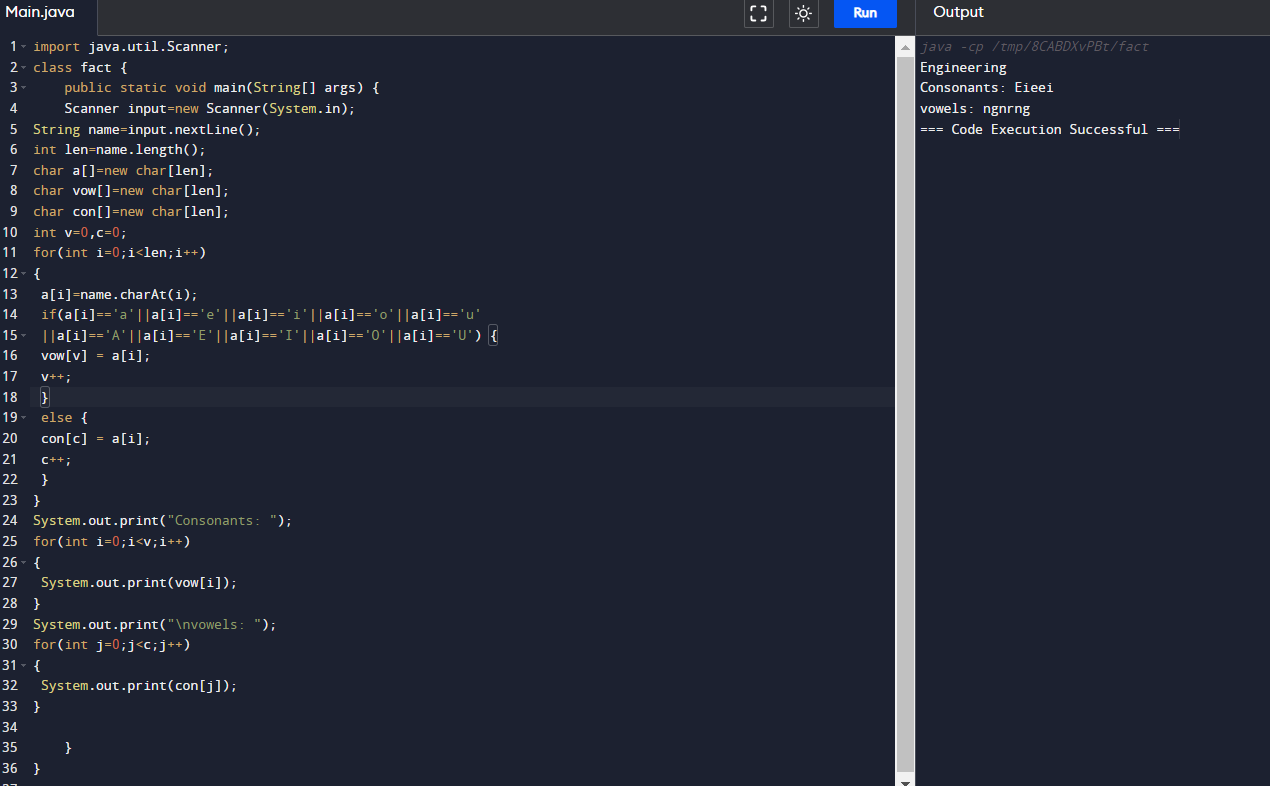 Main.java
Run
Output
1 import java.util.Scanner;
2 class fact {
3     public static void main(String[] args) {
4     Scanner input=new Scanner(System.in);
5 String name=input.nextLine();
6 int len=name.length();
7 char a[]=new char[len];
8 char vow[]=new char[len];
9 char con[]=new char[len];
10 int v=0,c=0;
11 for(int i=0;i<len;i++)
12 {
13  a[i]=name.charAt(i);
14  if(a[i]=='a'||a[i]=='e'||a[i]=='i'||a[i]=='o'||a[i]=='u'
15  ||a[i]=='A'||a[i]=='E'||a[i]=='I'||a[i]=='O'||a[i]=='U') {
16  vow[v] = a[i];
17  v++;
18  }
19  else {
20  con[c] = a[i];
21  c++;
22  }
23 }
24 System.out.print("Consonants: ");
25 for(int i=0;i<v;i++)
26 {
27  System.out.print(vow[i]);
28 }
29 System.out.print("\nvowels: ");
30 for(int j=0;j<c;j++)
31 {
32  System.out.print(con[j]);
33 }
34
35     }
36 }
java -cp /tmp/8CABDXvPBt/fact
Engineering
Consonants: Eieei
vowels: ngnrng
=== Code Execution Successful ===